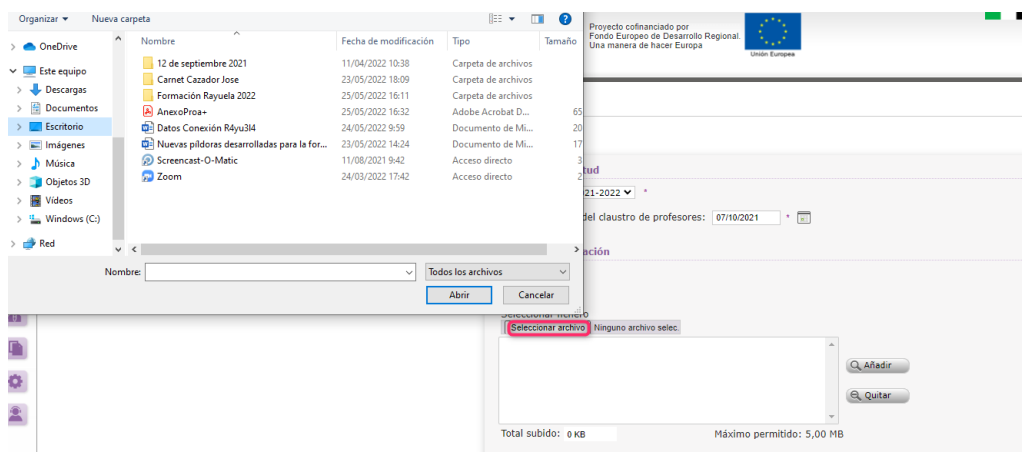 Organizar
Nueva carpeta
OneDrive
Este equipo
Descargas
Documentos
Escritorio
Imágenes
Música
Objetos 3D
Vídeos
Windows (C:)
Red
Nombre
Fecha de modificación
Tipo
Tamaño
12 de septiembre 2021
11/04/2022 10:38
Carpeta de archivos
Carnet Cazador Jose
23/05/2022 18:09
Carpeta de archivos
Formación Rayuela 2022
25/05/2022 16:11
Carpeta de archivos
AnexoProa+
25/05/2022 16:32
Adobe Acrobat D...
65
Datos Conexión R4yu3l4
24/05/2022 9:59
Documento de Mi...
20
Nuevas píldoras desarrolladas para la for...
23/05/2022 14:24
Documento de Mi...
17
Screencast-O-Matic
11/08/2021 9:42
Acceso directo
3
Zoom
24/03/2022 17:42
Acceso directo
2
Nombre:
Todos los archivos
Abrir
Cancelar
Proyecto cofinanciado por
Fondo Europeo de Desarrollo Regional.
Una manera de hacer Europa
Unión Europea
tud
21-2022 *
del claustro de profesores: 07/10/2021 *
ación
Seleccionar fichero
Seleccionar archivo
Ninguno archivo selec.
Añadir
Quitar
Total subido: 0 KB
Máximo permitido: 5,00 MB